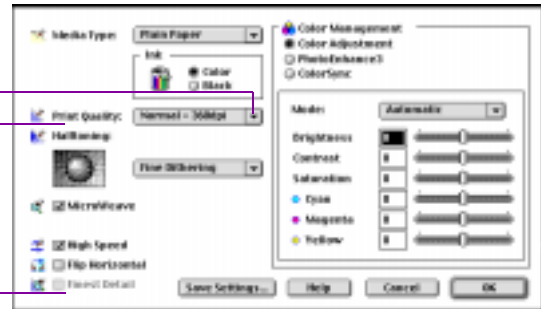 Media Type:
Plain Paper
Ink
Color
Black
Print Quality:
Normal - 360dpi
Halftoning:
Fine Dithering
MicroWeave
High Speed
Flip Horizontal
Finest Detail
Color Management
Color Adjustment
PhotoEnhance3
ColorSync
Mode:
Automatic
Brightness
0
Contrast
0
Saturation
0
Cyan
0
Magenta
0
Yellow
0
Save Settings...
Help
Cancel
OK